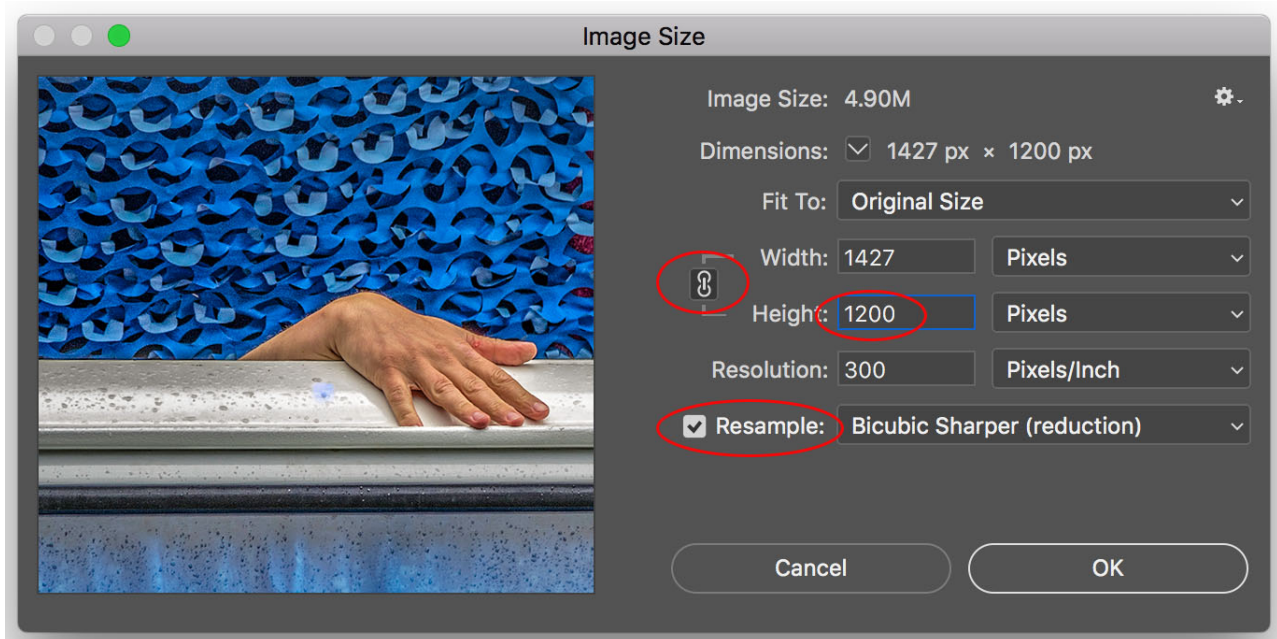 Image Size
Image Size: 4.90M
Dimensions: 1427 px × 1200 px
Fit To: Original Size
Width: 1427 Pixels
Height: 1200 Pixels
Resolution: 300 Pixels/Inch
Resample: Bicubic Sharper (reduction)
Cancel OK